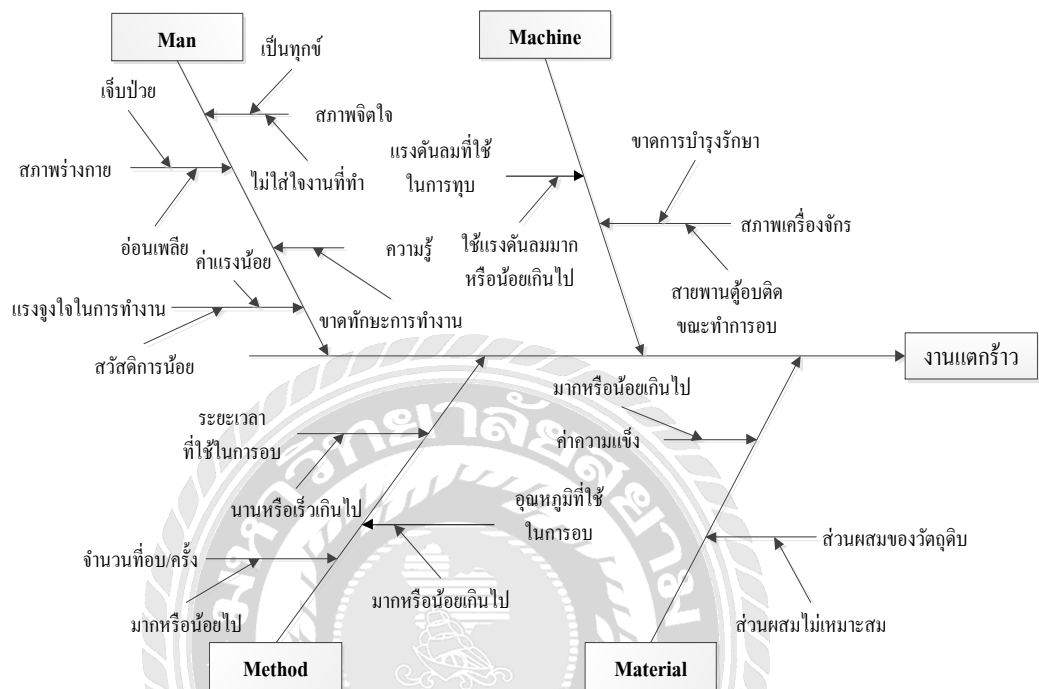 Man
Machine
เป็นทุกข์
เจ็บป่วย
สภาพจิตใจ
สภาพร่างกาย
ไม่ใส่ใจงานที่ทำ
อ่อนเพลีย
ค่าแรงน้อย
ความรู้
แรงจูงใจในการทำงาน
ขาดทักษะการทำงาน
สวัสดิการน้อย
แรงดันลมที่ใช้
ในการทุบ
ขาดการบำรุงรักษา
สภาพเครื่องจักร
ใช้แรงดันลมมาก
หรือน้อยเกินไป
สายพานตู้อบติด
ขณะทำการอบ
งานแตกร้าว
ระยะเวลา
ที่ใช้ในการอบ
นานหรือเร็วเกินไป
อุณหภูมิที่ใช้
ในการอบ
จำนวนที่อบ/ครั้ง
มากหรือน้อยไป
มากหรือน้อยเกินไป
มากหรือน้อยเกินไป
ค่าความแข็ง
ส่วนผสมของวัตถุดิบ
ส่วนผสมไม่เหมาะสม
Method
Material
มหาวิทยาลัยสยาม